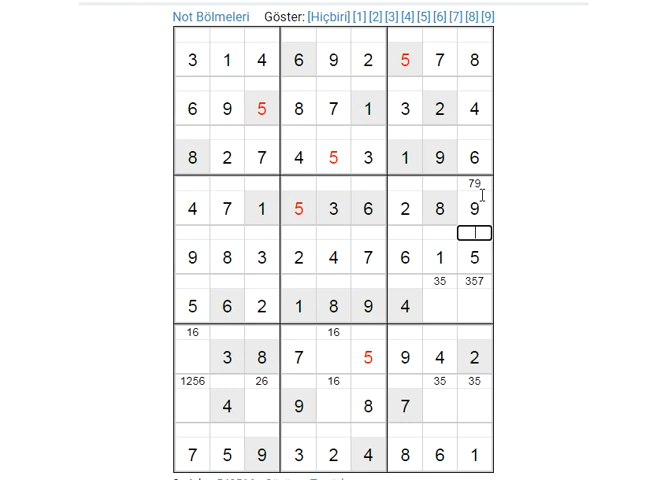 Not Bölmeleri Göster: [Hiçbiri] [1] [2] [3] [4] [5] [6] [7] [8] [9]
3 1 4 6 9 2 5 7 8
6 9 5 8 7 1 3 2 4
8 2 7 4 5 3 1 9 6
79
4 7 1 5 3 6 2 8 9
9 8 3 2 4 7 6 1 5
35 357
5 6 2 1 8 9 4
16 16
3 8 7 5 9 4 2
1256 26 16 35 35
4 9 8 7
7 5 9 3 2 4 8 6 1